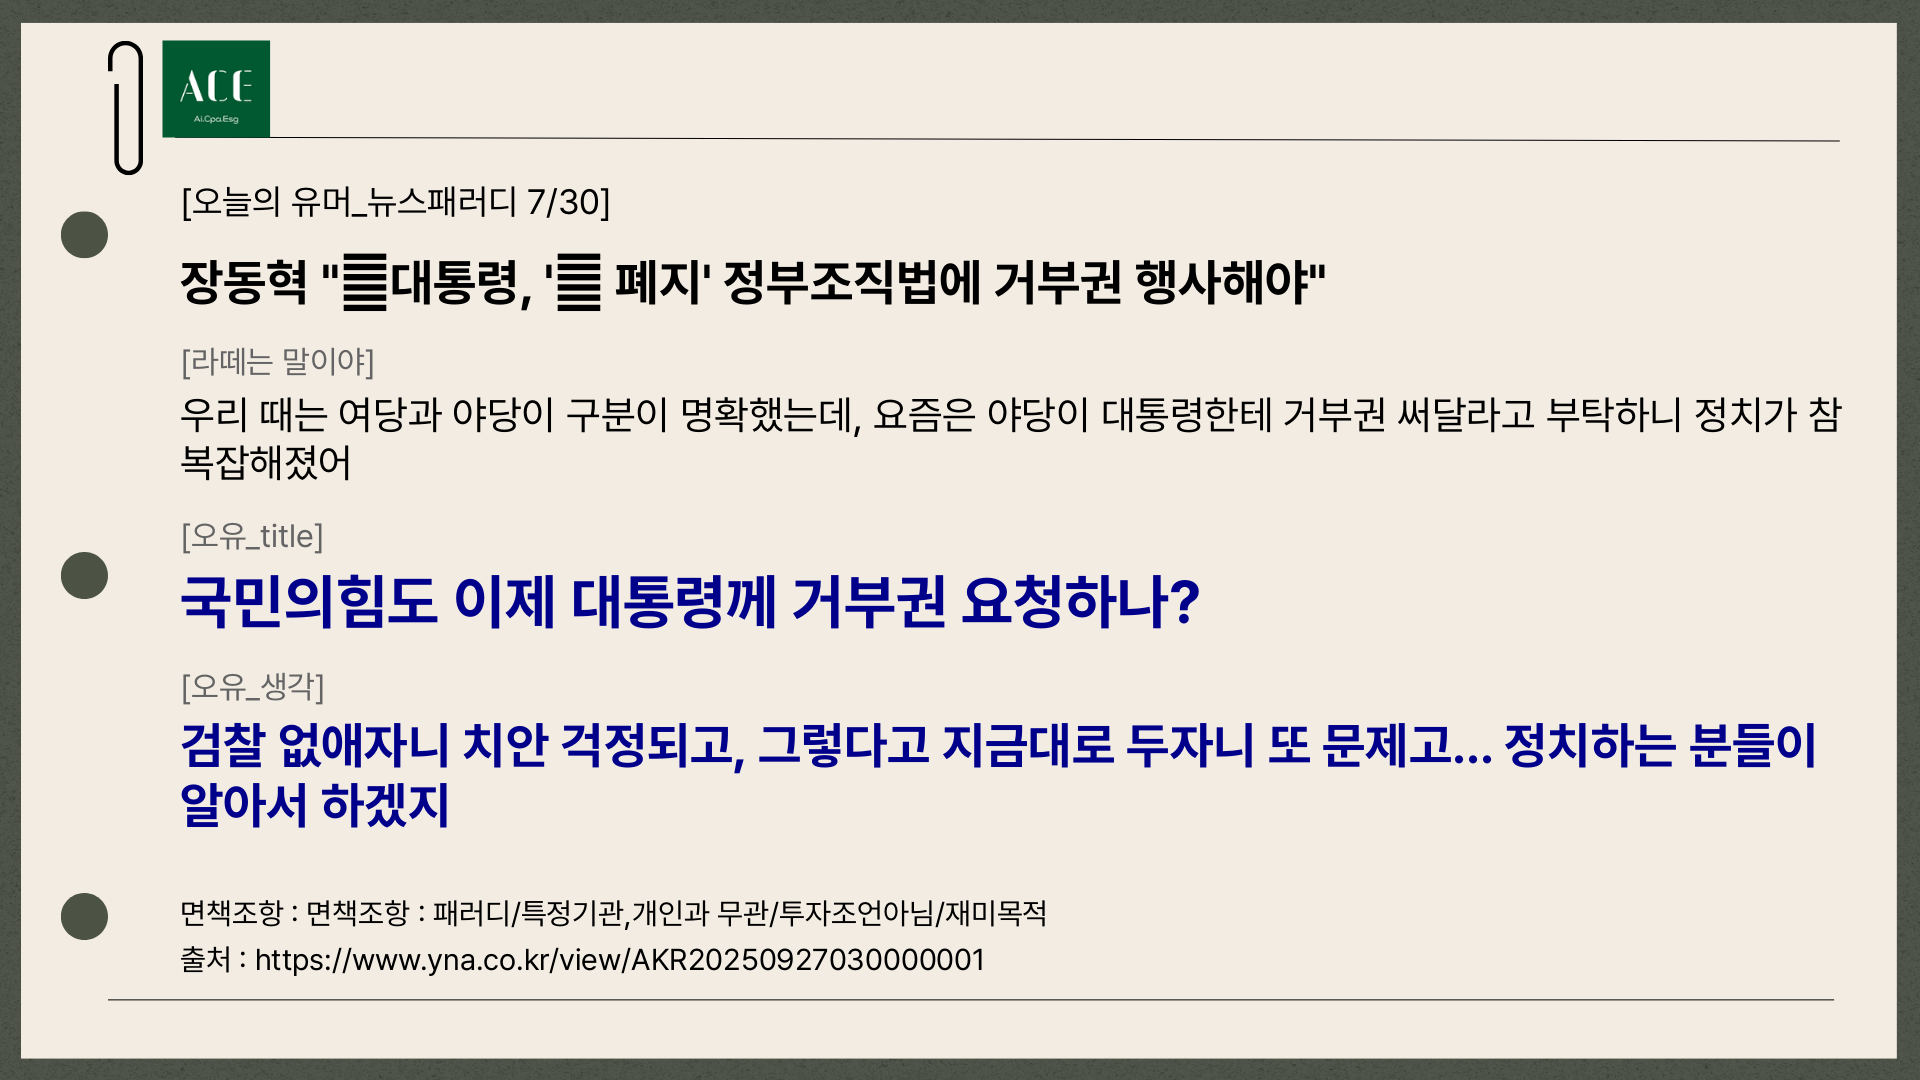 ACE
Ai.Cpa.Esg
[오늘의 유머_뉴스패러디 7/30]
장동혁 "대통령, ' 폐지' 정부조직법에 거부권 행사해야"
[라떼는 말이야]
우리 때는 여당과 야당이 구분이 명확했는데, 요즘은 야당이 대통령한테 거부권 써달라고 부탁하니 정치가 참
복잡해졌어
[오유_title]
국민의힘도 이제 대통령께 거부권 요청하나?
[오유_생각]
검찰 없애자니 치안 걱정되고, 그렇다고 지금대로 두자니 또 문제고... 정치하는 분들이
알아서 하겠지
면책조항 : 면책조항 : 패러디/특정기관,개인과 무관/투자조언아님/재미목적
출처 : https://www.yna.co.kr/view/AKR20250927030000001